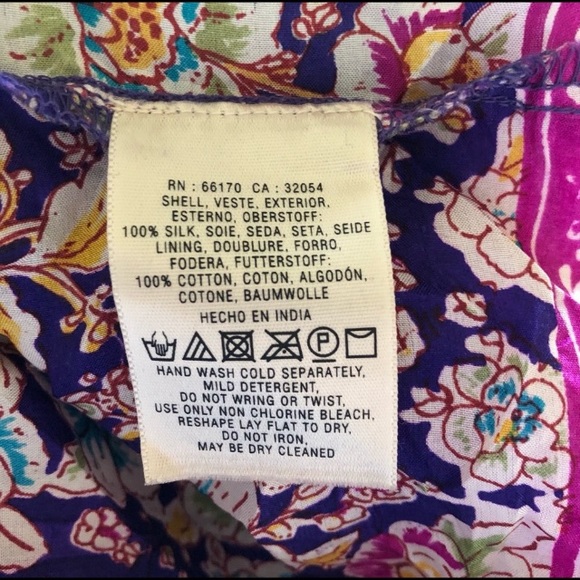 RN : 66170 CA : 32054
SHELL, VESTE, EXTERIOR,
ESTERNO, OBERSTOFF:
100% SILK, SOIE, SEDA, SETA, SEIDE
LINING, DOUBLURE, FORRO,
FODERA, FUTTERSTOFF:
100% COTTON, COTON, ALGODÓN,
COTONE, BAUMWOLLE
HECHO EN INDIA
P
HAND WASH COLD SEPARATELY,
MILD DETERGENT,
DO NOT WRING OR TWIST,
USE ONLY NON CHLORINE BLEACH,
RESHAPE LAY FLAT TO DRY,
DO NOT IRON,
MAY BE DRY CLEANED